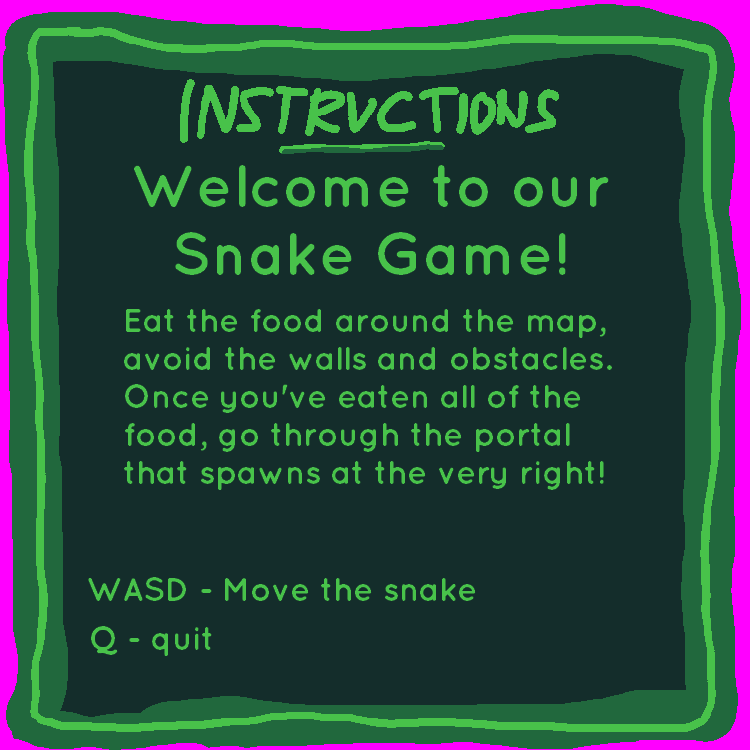 INSTRUCTIONS
Welcome to our
Snake Game!
Eat the food around the map,
avoid the walls and obstacles.
Once you've eaten all of the
food, go through the portal
that spawns at the very right!
WASD - Move the snake
Q - quit